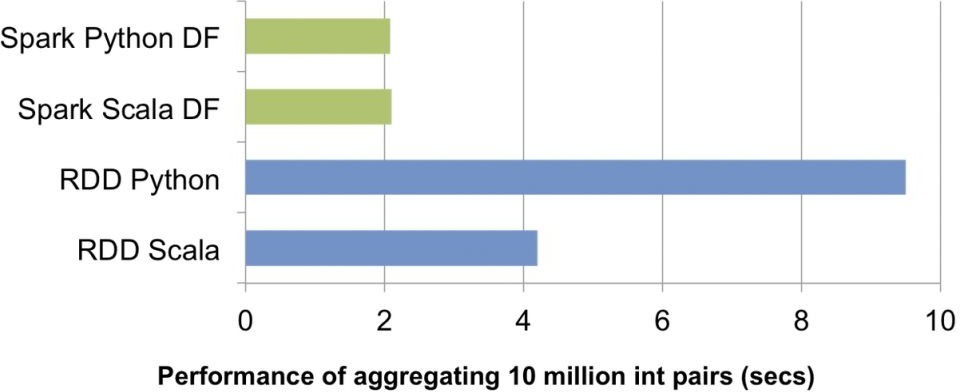 Spark Python DF
Spark Scala DF
RDD Python
RDD Scala
0 2 4 6 8 10
Performance of aggregating 10 million int pairs (secs)